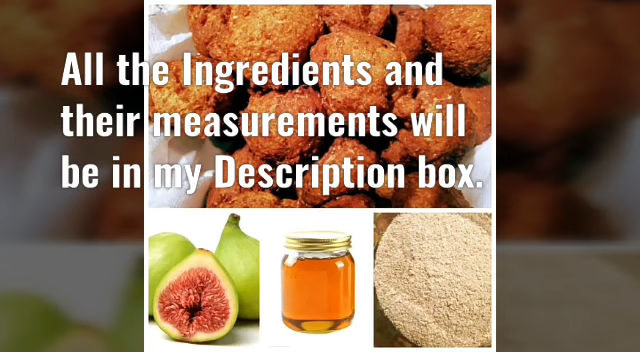 All the Ingredients and
their measurements will
be in my Description box.